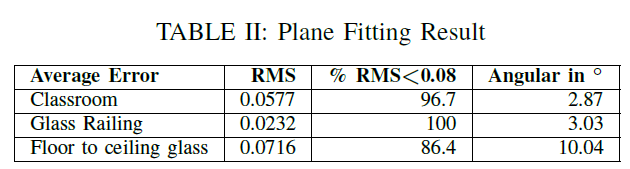 TABLE II: Plane Fitting Result
Average Error RMS % RMS<0.08 Angular in °
Classroom 0.0577 96.7 2.87
Glass Railing 0.0232 100 3.03
Floor to ceiling glass 0.0716 86.4 10.04